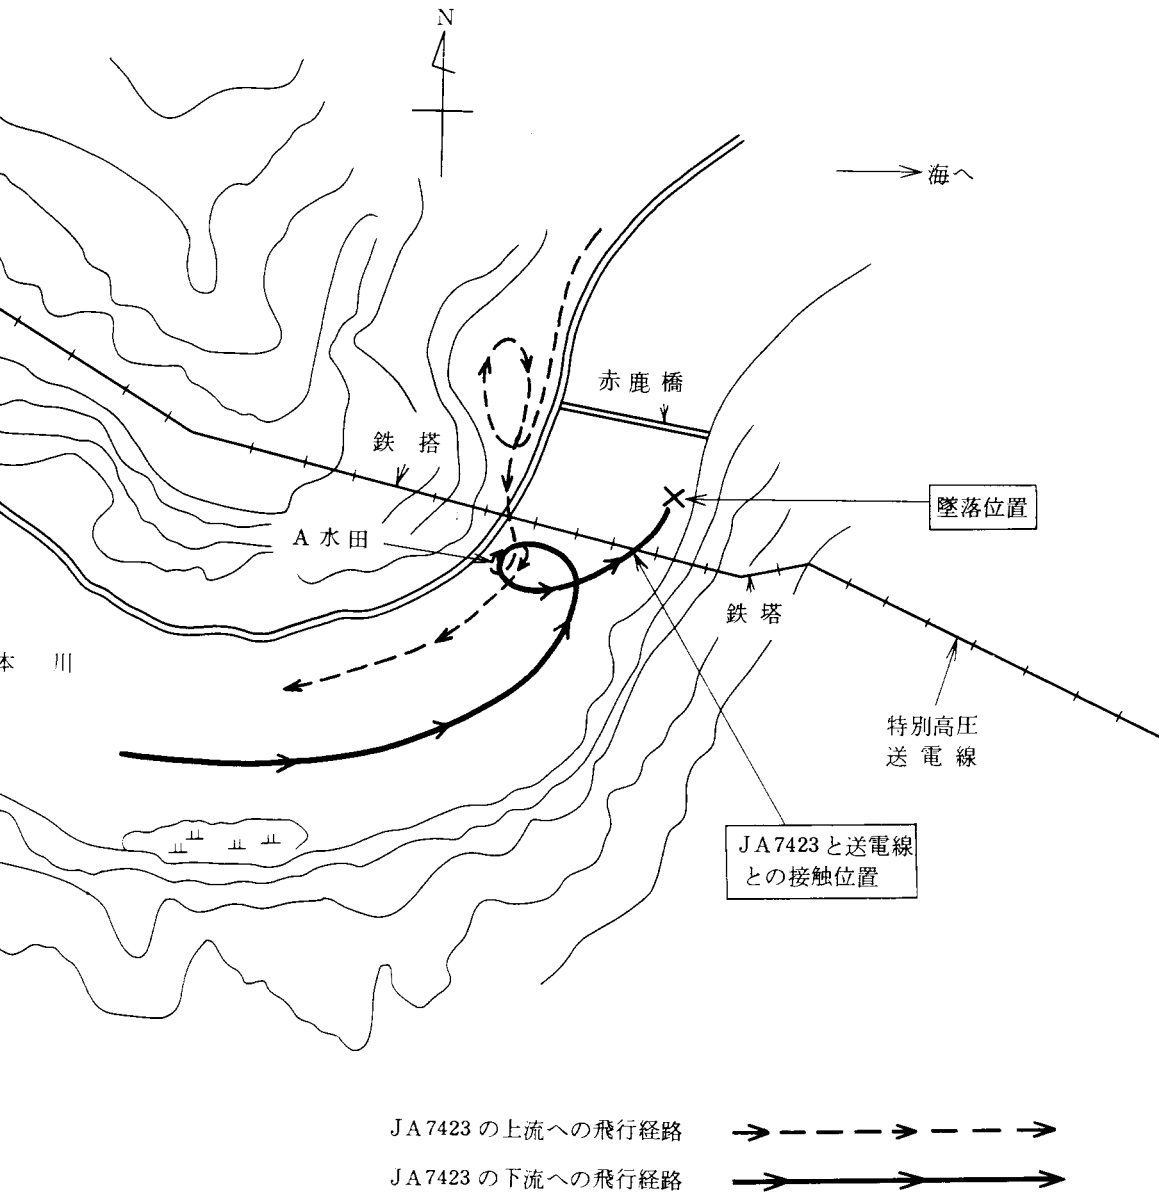 N
海へ
赤鹿橋
鉄搭
墜落位置
A水田
鉄塔
本川
特別高圧
送電線
JA7423と送電線
との接触位置
JA7423の上流への飛行経路
JA7423の下流への飛行経路